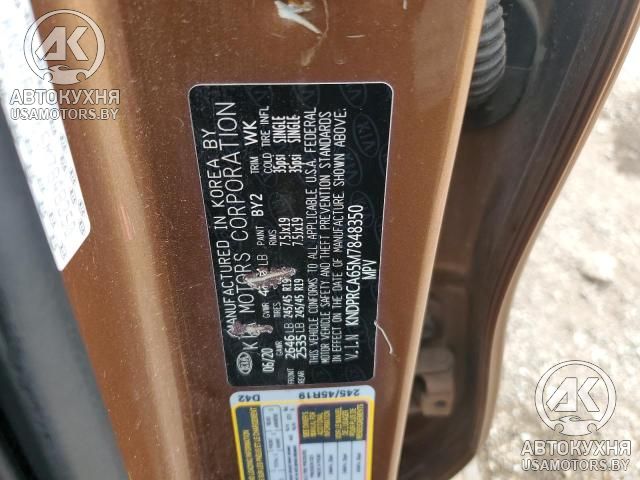 AK
АВТОКУХНЯ
USAMOTORS.BY
MANUFACTURED IN KOREA BY
KIA
MOTORS CORPORATION
06/20
GVWR
LB
PAINT BY2
TRIM WK
GAWR
TIRES
RIMS
COLD TIRE INFL
2646LB 245/45 R19 7.5Jx19 35psi SINGLE
REAR 2535LB 245/45 R19 7.5Jx19 35psi SINGLE
THIS VEHICLE CONFORMS TO ALL APPLICABLE U.S.A. FEDERAL
MOTOR VEHICLE SAFETY AND THEFT PREVENTION STANDARDS
IN EFFECT ON THE DATE OF MANUFACTURE SHOWN ABOVE.
V.I.N: KNDPRCA65M7848350
MPV
D42
245/45R19
AK
АВТОКУХНЯ
USAMOTORS.BY